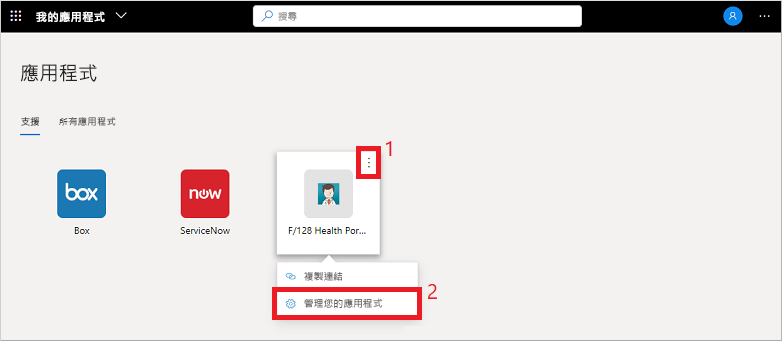 我的應用程式
搜尋
應用程式
支援 所有應用程式
1
box now
Box ServiceNow F/128 Health Por...
複製連結
管理您的應用程式 2